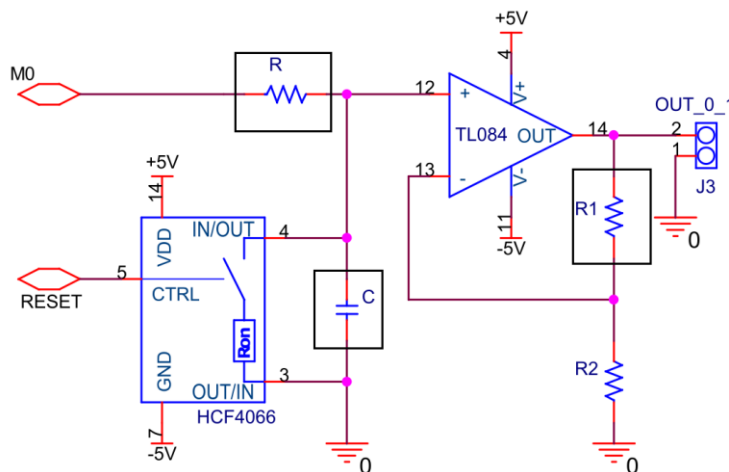 +5V
M0
R
4
12
+
V+
OUT_0_1
TL084
OUT
14
2
1
J3
+5V
14
13
-
V-
R1
VDD
IN/OUT
4
11
-5V
0
RESET
5
CTRL
C
Ron
R2
GND
OUT/IN
3
7
HCF4066
-5V
0
0